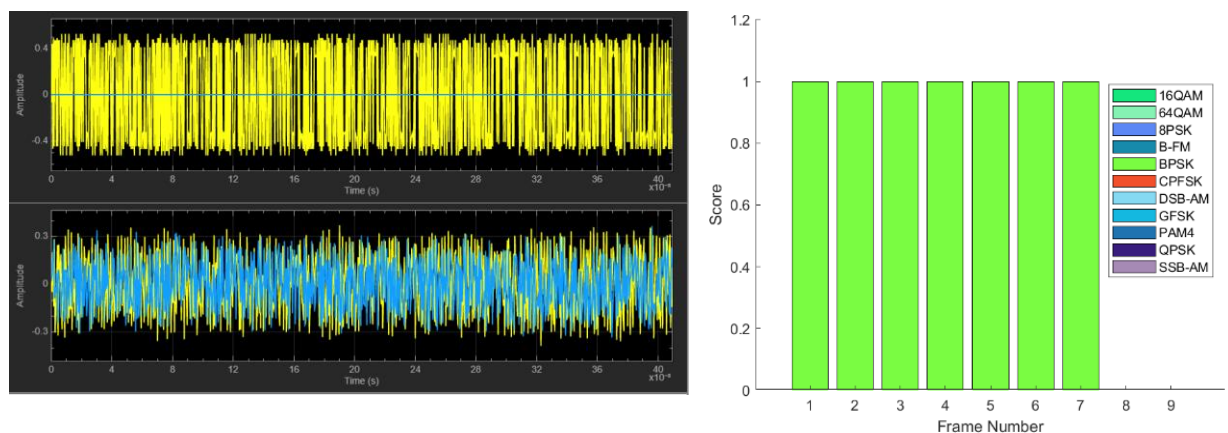 Amplitude
0.4
0
-0.4
0 4 8 12 16 20 24 28 32 36 40
Time (s)
x10⁻⁶
Amplitude
0.3
0
-0.3
0 4 8 12 16 20 24 28 32 36 40
Time (s)
x10⁻⁶
Score
1.2
1
0.8
0.6
0.4
0.2
0
1 2 3 4 5 6 7 8 9
Frame Number
16QAM
64QAM
8PSK
B-FM
BPSK
CPFSK
DSB-AM
GFSK
PAM4
QPSK
SSB-AM